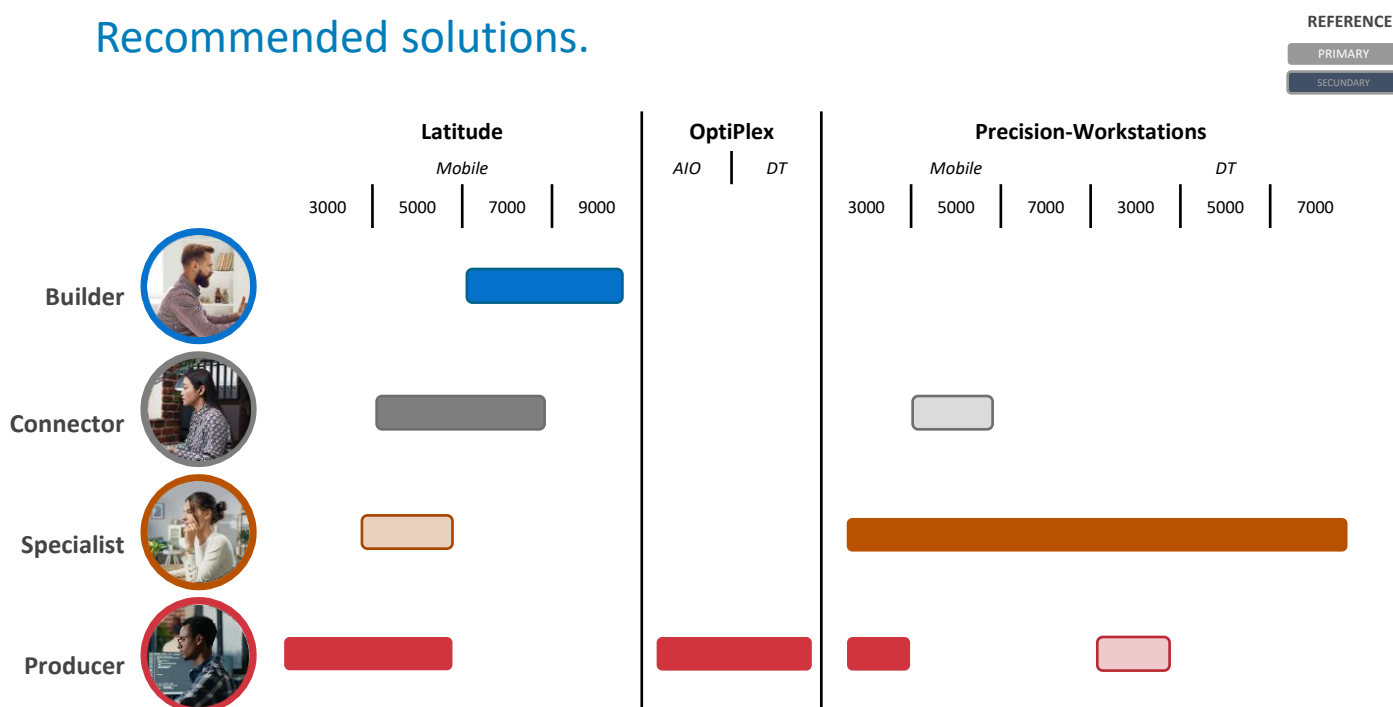 Recommended solutions.
REFERENCE
PRIMARY
SECUNDARY
Latitude
OptiPlex
Precision-Workstations
Mobile
AIO
DT
Mobile
DT
3000
5000
7000
9000
3000
5000
7000
3000
5000
7000
Builder
Connector
Specialist
Producer